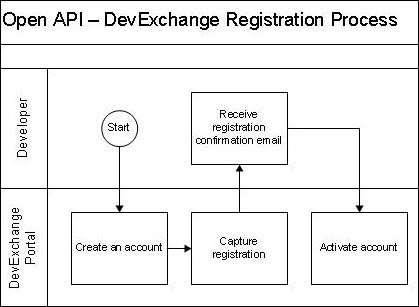 Open API – DevExchange Registration Process
Developer
Start
Receive
registration
confirmation email
DevExchange
Portal
Create an account
Capture
registration
Activate account